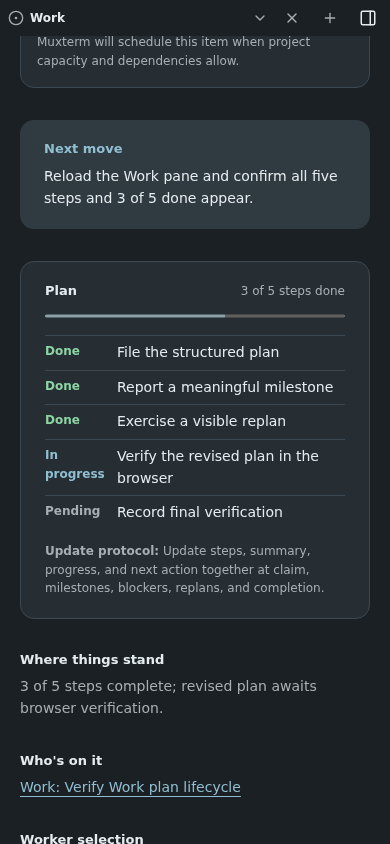 Work
Muxterm will schedule this item when project
capacity and dependencies allow.
Next move
Reload the Work pane and confirm all five
steps and 3 of 5 done appear.
Plan
3 of 5 steps done
Done
File the structured plan
Done
Report a meaningful milestone
Done
Exercise a visible replan
In
progress
Verify the revised plan in the
browser
Pending
Record final verification
Update protocol: Update steps, summary,
progress, and next action together at claim,
milestones, blockers, replans, and completion.
Where things stand
3 of 5 steps complete; revised plan awaits
browser verification.
Who's on it
Work: Verify Work plan lifecycle
Worker selection